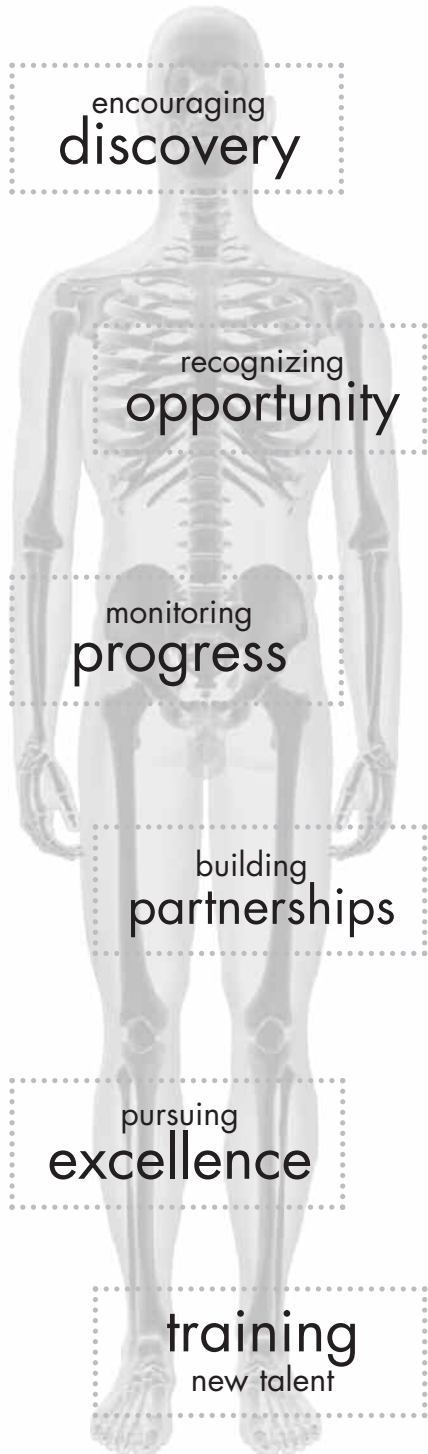 encouraging
discovery
recognizing
opportunity
monitoring
progress
building
partnerships
pursuing
excellence
training
new talent